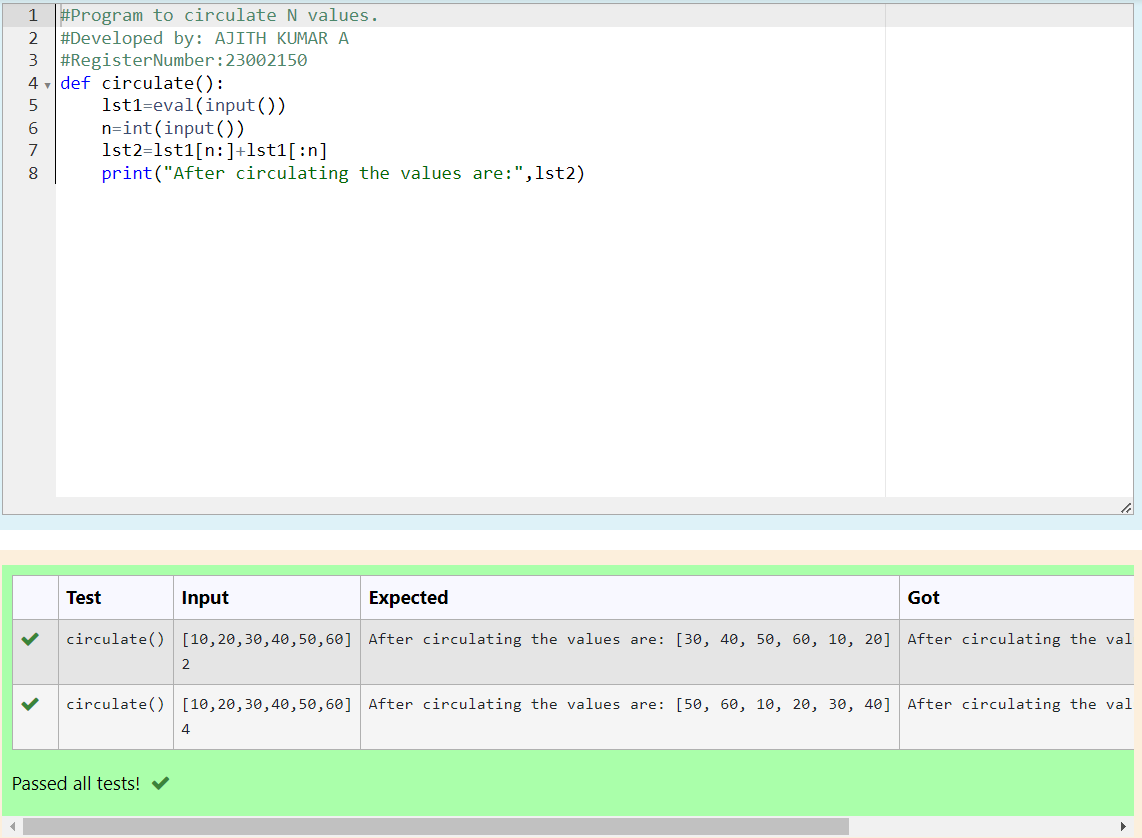 1 #Program to circulate N values.
2 #Developed by: AJITH KUMAR A
3 #RegisterNumber:23002150
4 def circulate():
5     lst1=eval(input())
6     n=int(input())
7     lst2=lst1[n:]+lst1[:n]
8     print("After circulating the values are:",lst2)
Test Input Expected Got
circulate() [10,20,30,40,50,60] After circulating the values are: [30, 40, 50, 60, 10, 20] After circulating the val
2
circulate() [10,20,30,40,50,60] After circulating the values are: [50, 60, 10, 20, 30, 40] After circulating the val
4
Passed all tests!